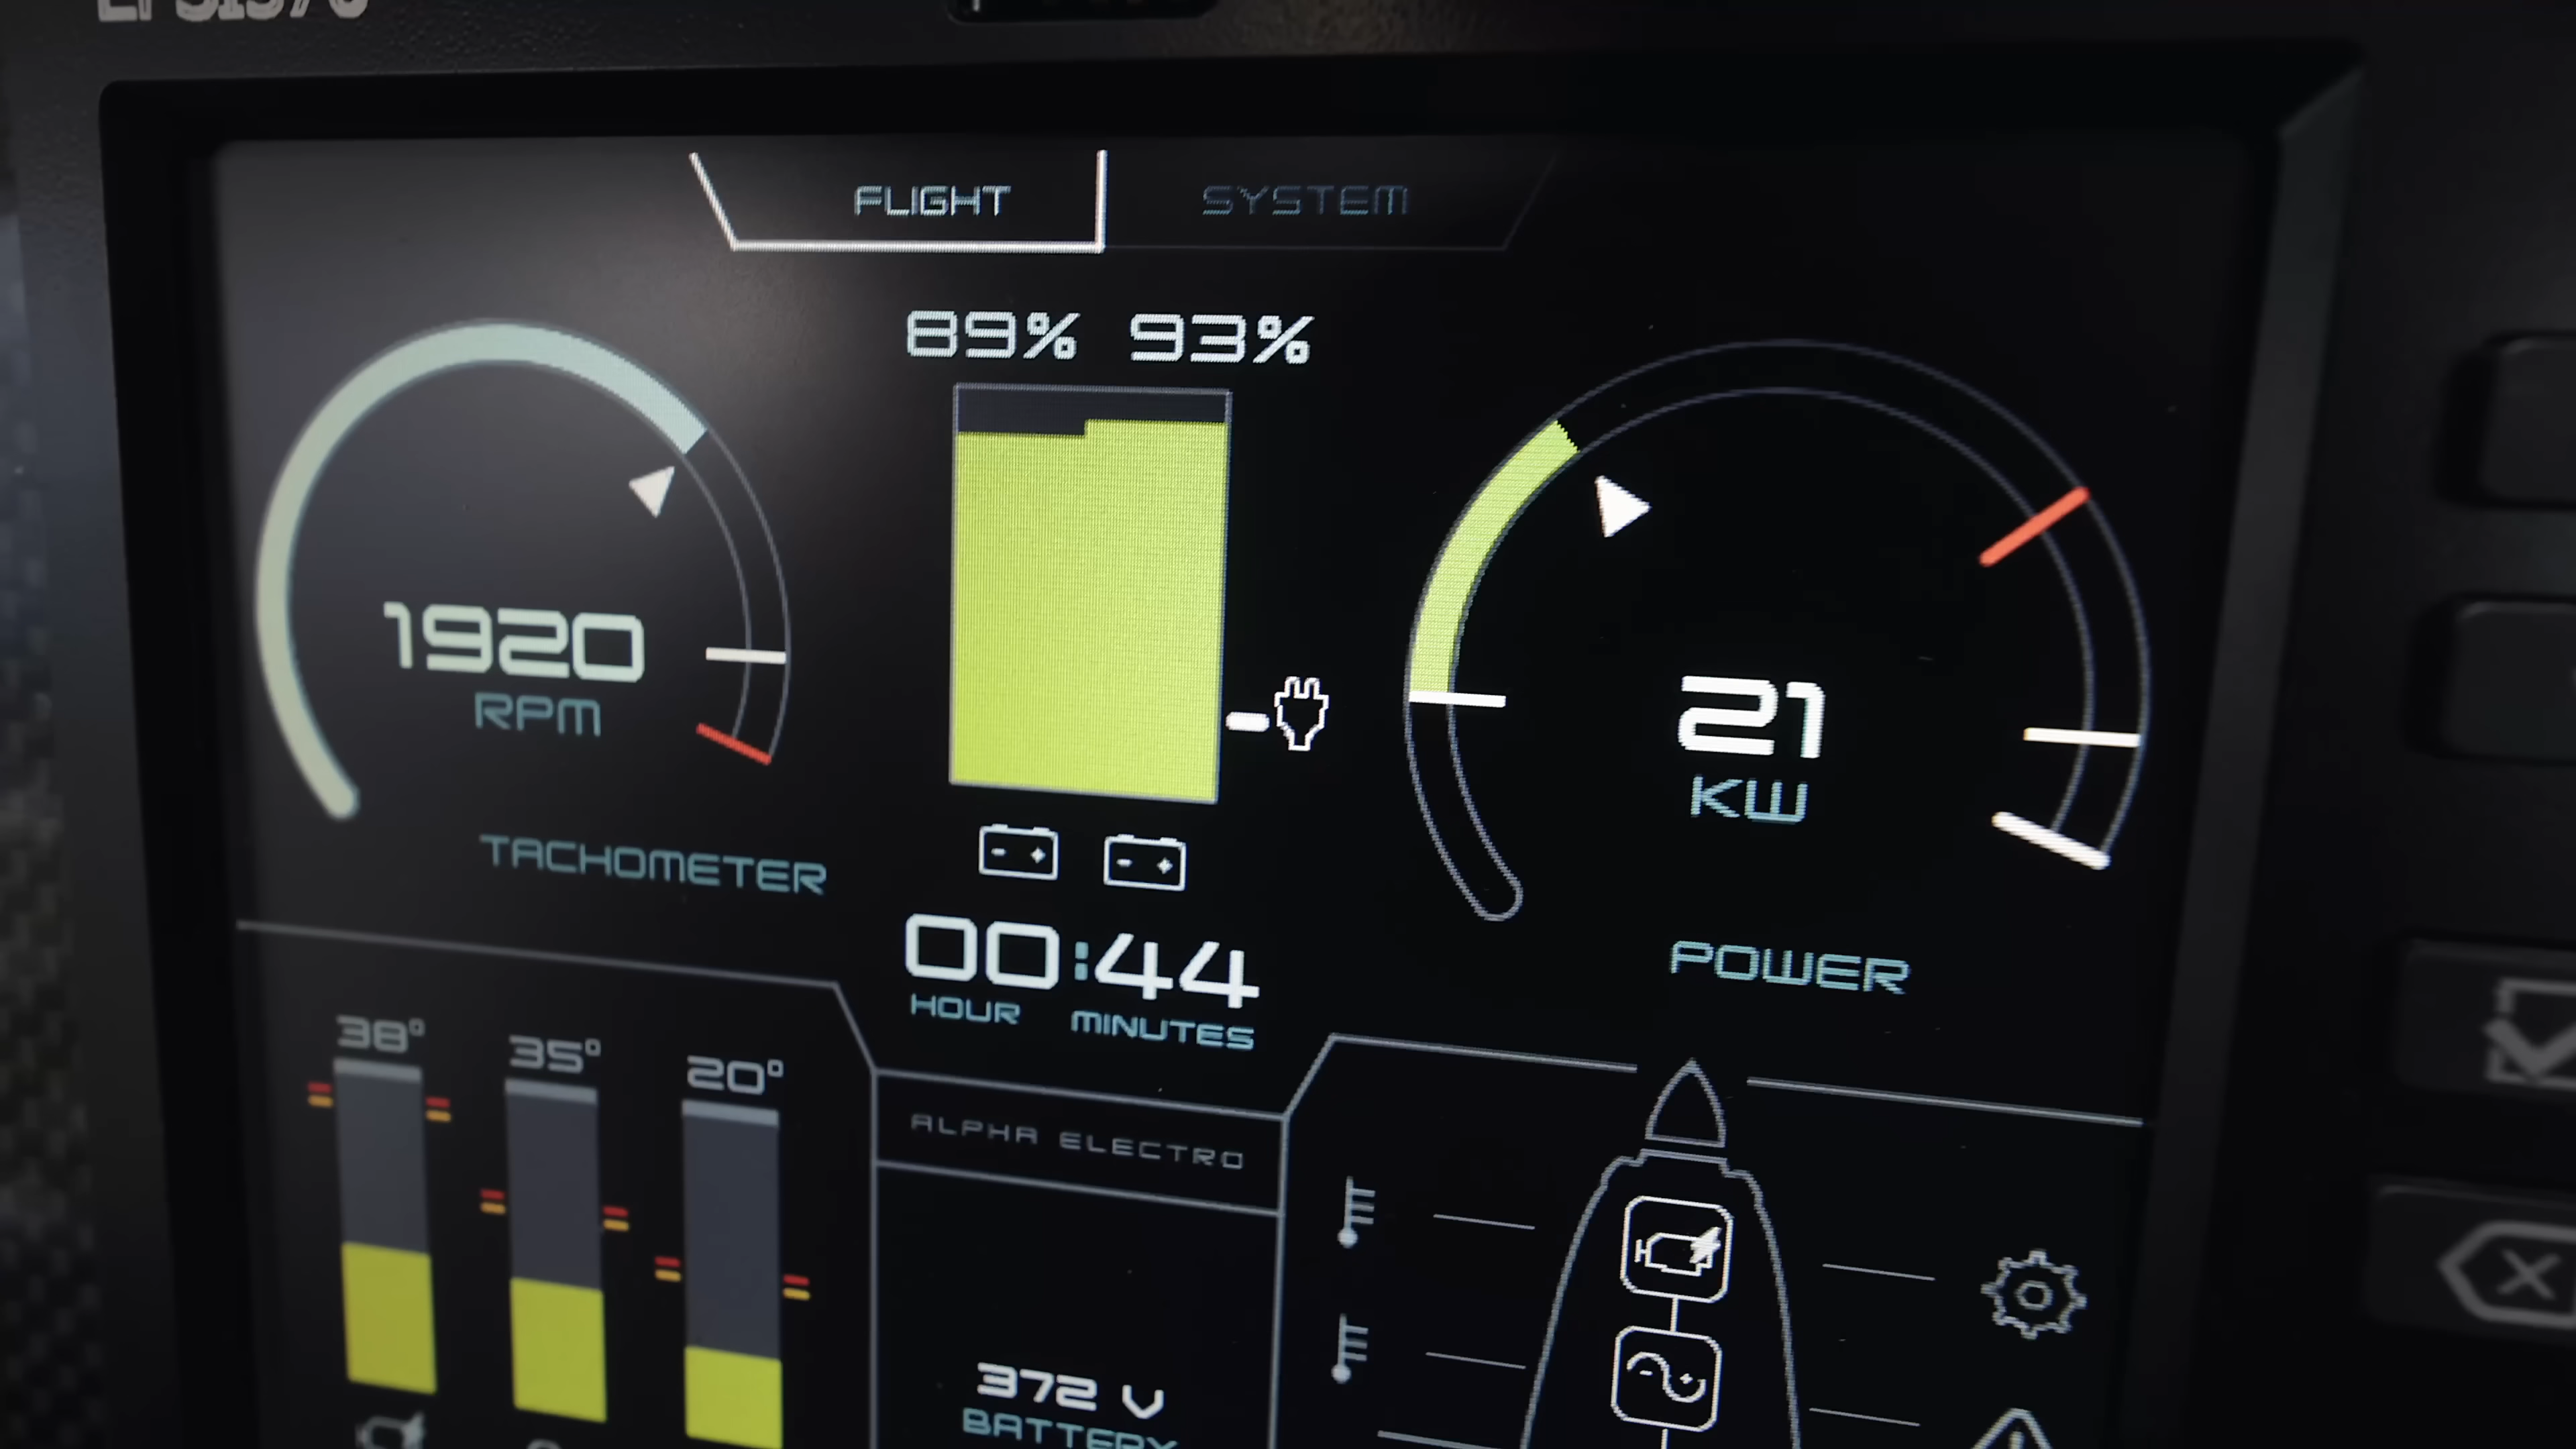 FLIGHT SYSTEM
89% 93%
1920
RPM
TACHOMETER
21
KW
POWER
00:44
HOUR MINUTES
38° 35° 20°
ALPHA ELECTRO
372 V
BATTERY